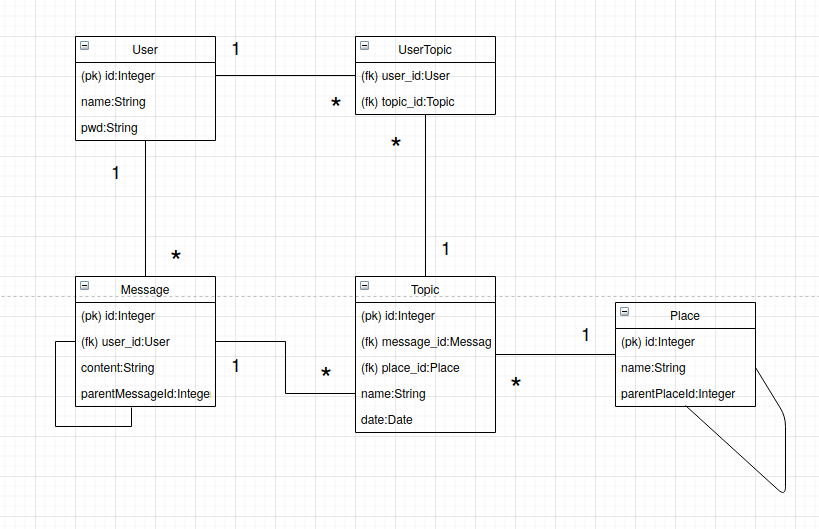 User
(pk) id:Integer
name:String
pwd:String
1
*
UserTopic
(fk) user_id:User
(fk) topic_id:Topic
*
1
1
*
Message
(pk) id:Integer
(fk) user_id:User
content:String
parentMessageId:Intege
1
*
Topic
(pk) id:Integer
(fk) message_id:Messag
(fk) place_id:Place
name:String
date:Date
1
*
Place
(pk) id:Integer
name:String
parentPlaceId:Integer